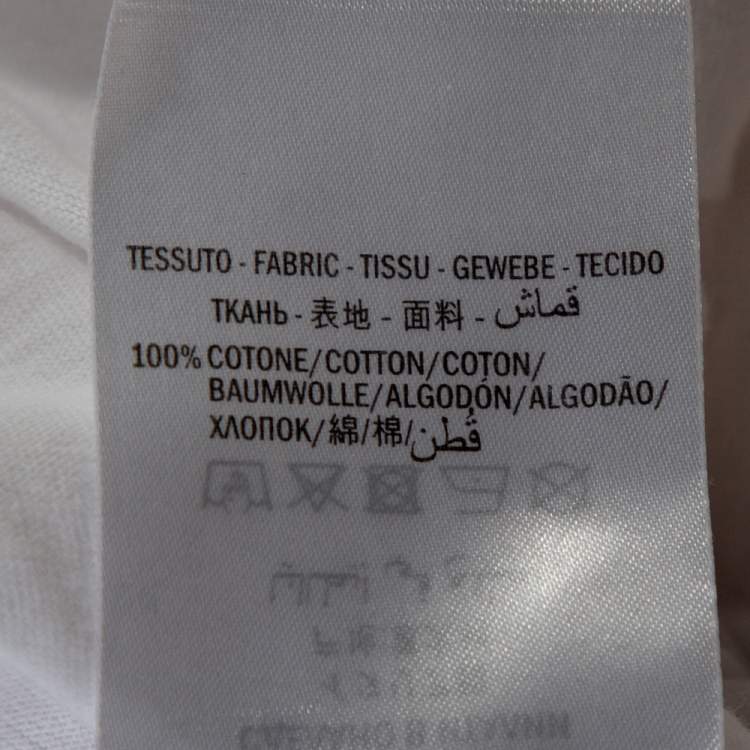 TESSUTO - FABRIC - TISSU - GEWEBE - TECIDO
ТКАНЬ - 表地 - 面料 - قماش
100% COTONE/COTTON/COTON/
BAUMWOLLE/ALGODÓN/ALGODÃO/
ХЛОПОК/綿/棉/قُطن